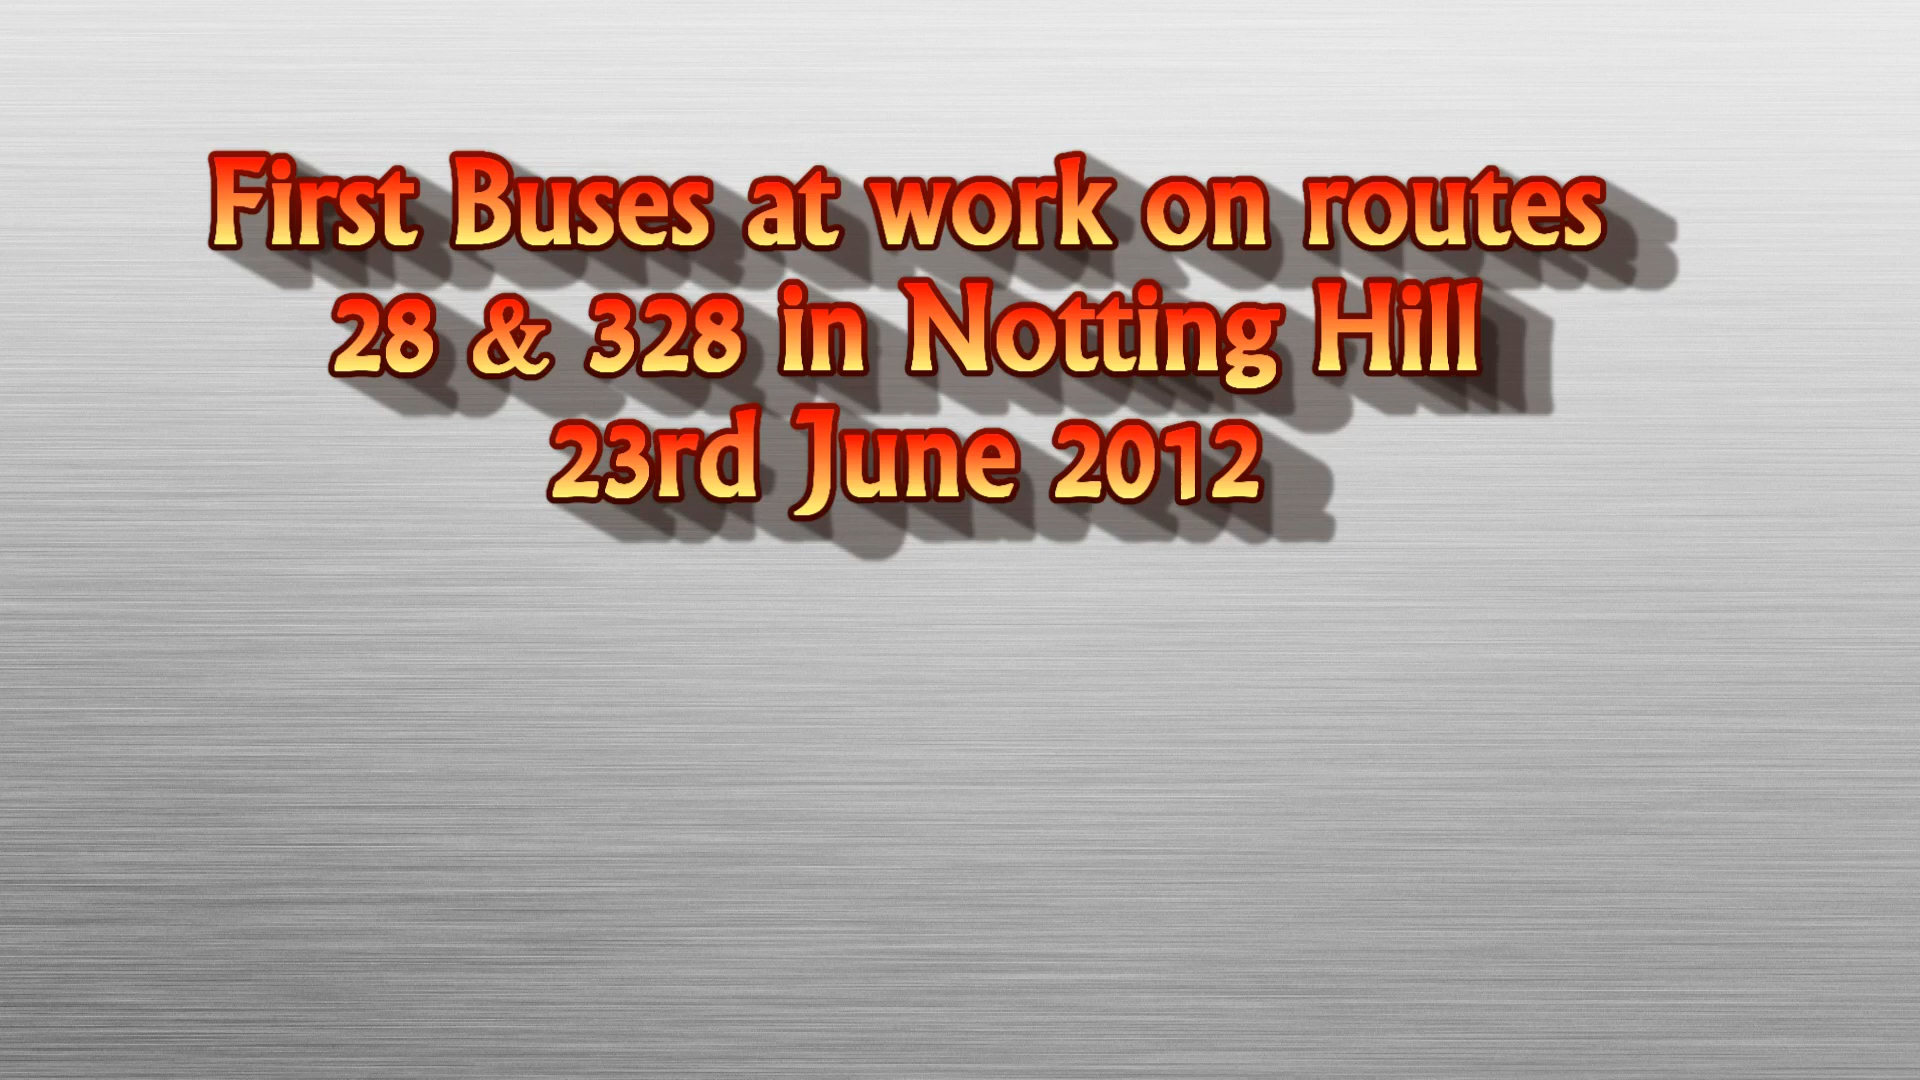 First Buses at work on routes
28 & 328 in Notting Hill
23rd June 2012